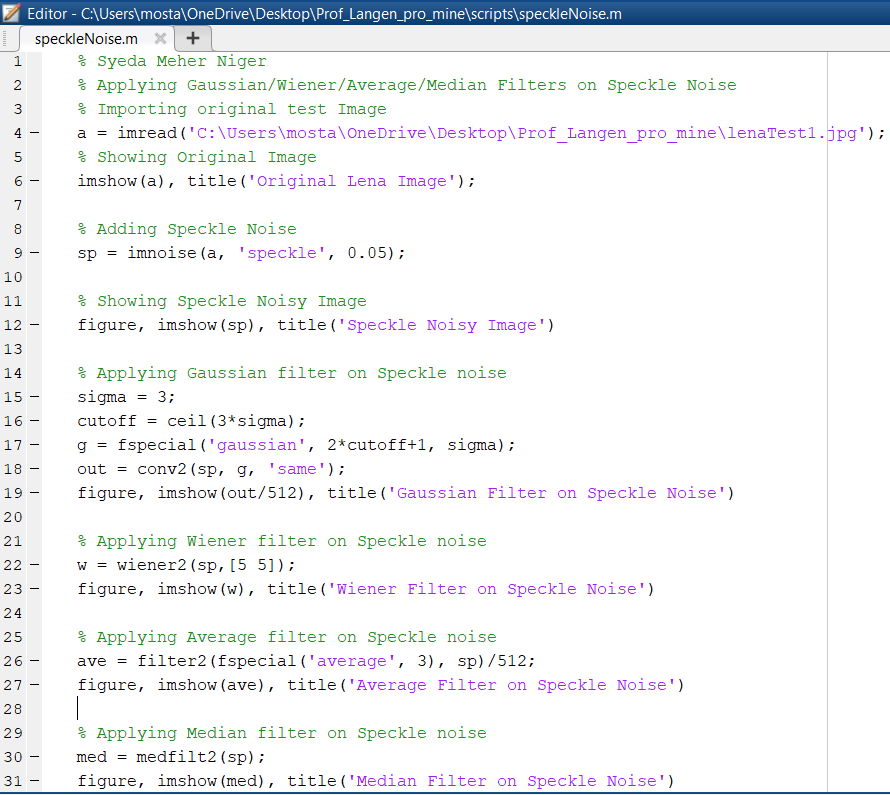 Editor - C:\Users\mosta\OneDrive\Desktop\Prof_Langen_pro_mine\scripts\speckleNoise.m
speckleNoise.m × +
1 % Syeda Meher Niger
2 % Applying Gaussian/Wiener/Average/Median Filters on Speckle Noise
3 % Importing original test Image
4 – a = imread('C:\Users\mosta\OneDrive\Desktop\Prof_Langen_pro_mine\lenaTest1.jpg');
5 % Showing Original Image
6 – imshow(a), title('Original Lena Image');
7
8 % Adding Speckle Noise
9 – sp = imnoise(a, 'speckle', 0.05);
10
11 % Showing Speckle Noisy Image
12 – figure, imshow(sp), title('Speckle Noisy Image')
13
14 % Applying Gaussian filter on Speckle noise
15 – sigma = 3;
16 – cutoff = ceil(3*sigma);
17 – g = fspecial('gaussian', 2*cutoff+1, sigma);
18 – out = conv2(sp, g, 'same');
19 – figure, imshow(out/512), title('Gaussian Filter on Speckle Noise')
20
21 % Applying Wiener filter on Speckle noise
22 – w = wiener2(sp,[5 5]);
23 – figure, imshow(w), title('Wiener Filter on Speckle Noise')
24
25 % Applying Average filter on Speckle noise
26 – ave = filter2(fspecial('average', 3), sp)/512;
27 – figure, imshow(ave), title('Average Filter on Speckle Noise')
28
29 % Applying Median filter on Speckle noise
30 – med = medfilt2(sp);
31 – figure, imshow(med), title('Median Filter on Speckle Noise')